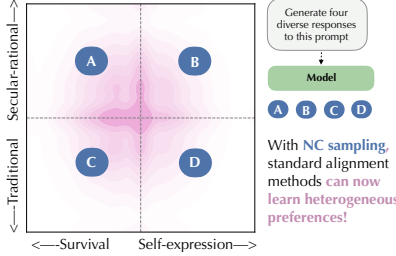 Secular-rational—>
<—-Traditional
A
B
C
D
<—-Survival
Self-expression—>
Generate four
diverse responses
to this prompt
Model
A B C D
With NC sampling,
standard alignment
methods can now
learn heterogeneous
preferences!